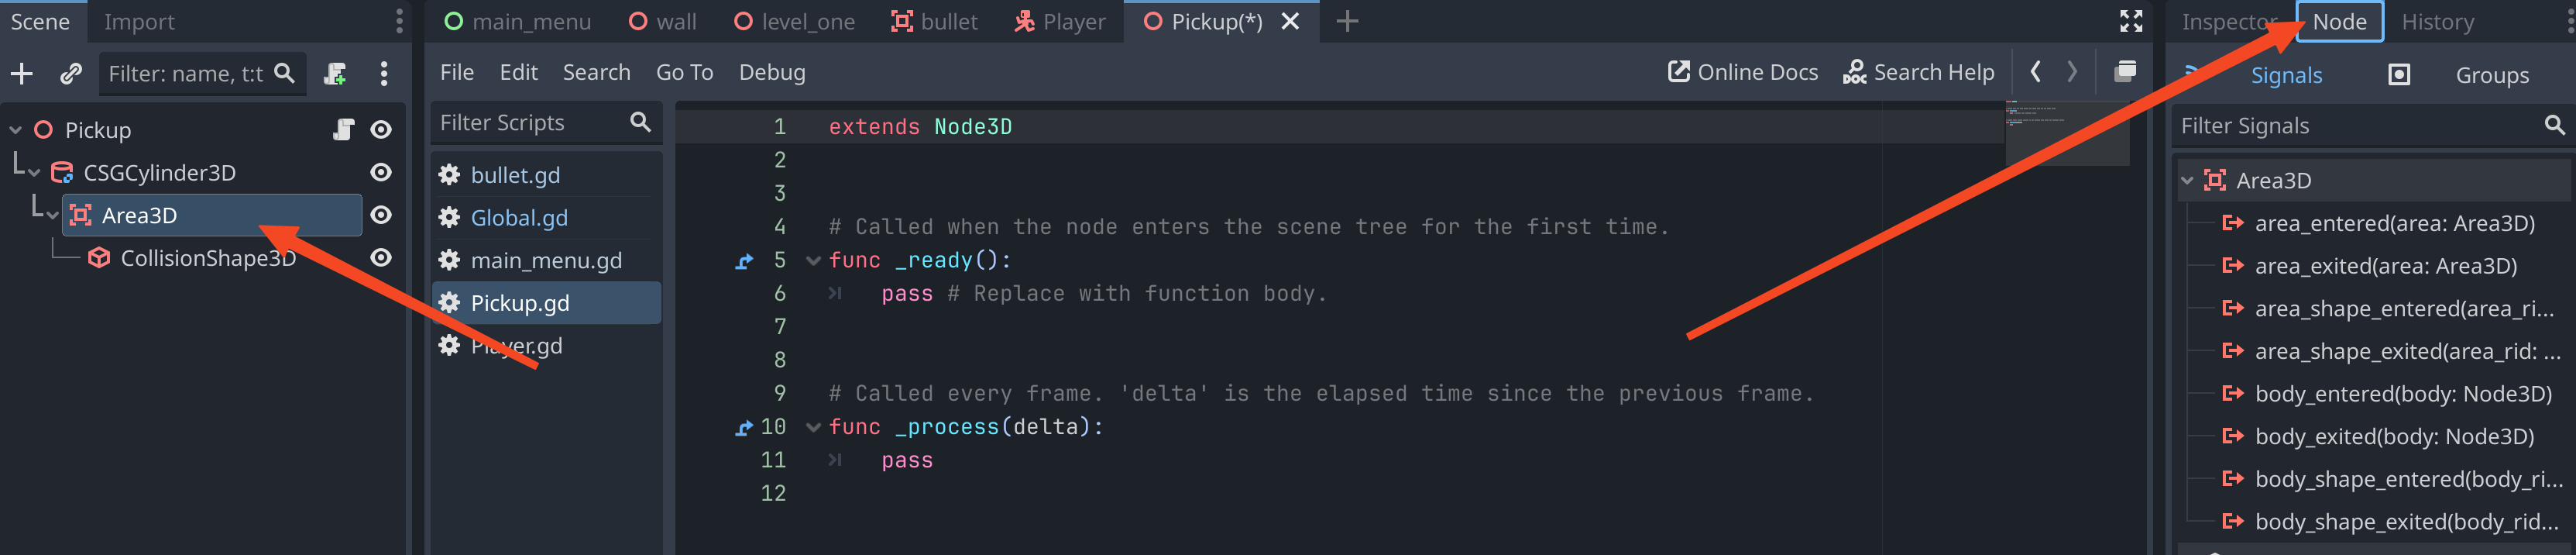 Scene Import
main_menu wall level_one bullet Player Pickup(*)
Inspector Node History
Filter: name, t:t
File Edit Search Go To Debug Online Docs Search Help
Signals Groups
Pickup
CSGCylinder3D
Area3D
CollisionShape3D
Filter Scripts
bullet.gd
Global.gd
main_menu.gd
Pickup.gd
Player.gd
1 extends Node3D
2
3
4 # Called when the node enters the scene tree for the first time.
5 func _ready():
6 pass # Replace with function body.
7
8
9 # Called every frame. 'delta' is the elapsed time since the previous frame.
10 func _process(delta):
11 pass
12
Filter Signals
Area3D
area_entered(area: Area3D)
area_exited(area: Area3D)
area_shape_entered(area_ri...
area_shape_exited(area_rid: ...
body_entered(body: Node3D)
body_exited(body: Node3D)
body_shape_entered(body_ri...
body_shape_exited(body_rid...